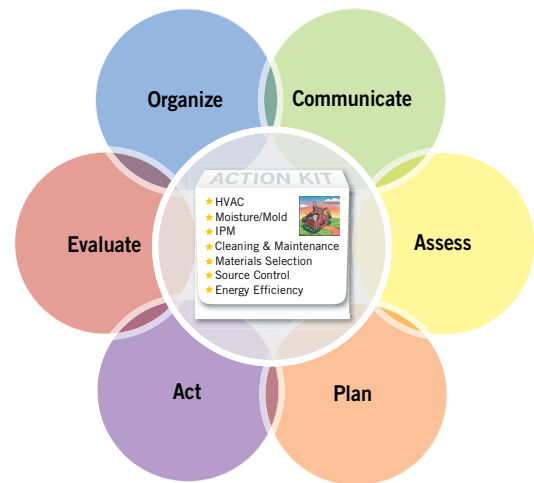 Organize
Communicate
ACTION KIT
HVAC
Moisture/Mold
IPM
Cleaning & Maintenance
Materials Selection
Source Control
Energy Efficiency
Evaluate
Assess
Act
Plan